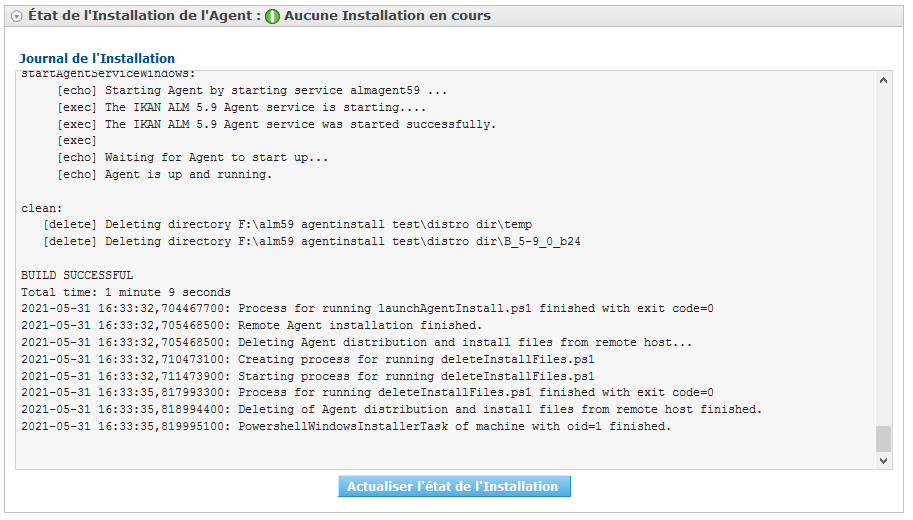 État de l'Installation de l'Agent : Aucune Installation en cours
Journal de l'Installation
startAgentServiceWindows:
[echo] Starting Agent by starting service almagent59 ...
[exec] The IKAN ALM 5.9 Agent service is starting....
[exec] The IKAN ALM 5.9 Agent service was started successfully.
[exec]
[echo] Waiting for Agent to start up...
[echo] Agent is up and running.
clean:
[delete] Deleting directory F:\alm59 agentinstall test\distro dir\temp
[delete] Deleting directory F:\alm59 agentinstall test\distro dir\B_5-9_0_b24
BUILD SUCCESSFUL
Total time: 1 minute 9 seconds
2021-05-31 16:33:32,704467700: Process for running launchAgentInstall.ps1 finished with exit code=0
2021-05-31 16:33:32,705468500: Remote Agent installation finished.
2021-05-31 16:33:32,705468500: Deleting Agent distribution and install files from remote host...
2021-05-31 16:33:32,710473100: Creating process for running deleteInstallFiles.ps1
2021-05-31 16:33:32,711473900: Starting process for running deleteInstallFiles.ps1
2021-05-31 16:33:35,817993300: Process for running deleteInstallFiles.ps1 finished with exit code=0
2021-05-31 16:33:35,818994400: Deleting of Agent distribution and install files from remote host finished.
2021-05-31 16:33:35,819995100: PowershellWindowsInstallerTask of machine with oid=1 finished.
Actualiser l'état de l'Installation